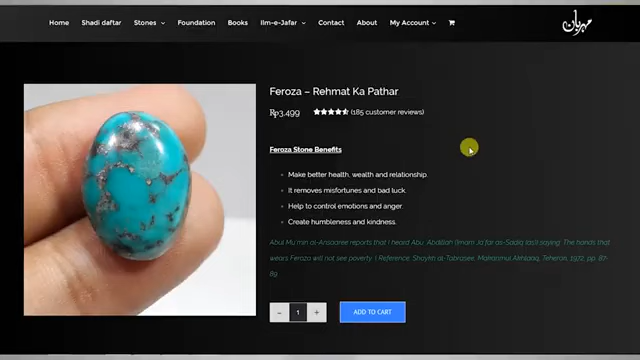 Home Shadi daftar Stones Foundation Books Ilm-e-Jafar Contact About My Account
مہربان
Feroza – Rehmat Ka Pathar
₨3,499 (185 customer reviews)
Feroza Stone Benefits
Make better health, wealth and relationship.
It removes misfortunes and bad luck.
Help to control emotions and anger.
Create humbleness and kindness.
Abul Mu'min al-Ansaaree reports that I heard Abu 'Abdillah (Imam Ja'far as-Sadiq (as)) saying: The hands that
wears Feroza will not see poverty. ( Reference: Shaykh at-Tabrasee, Makarimul Akhlaaq, Teheran, 1972, pp. 87-
89
- 1 +
ADD TO CART